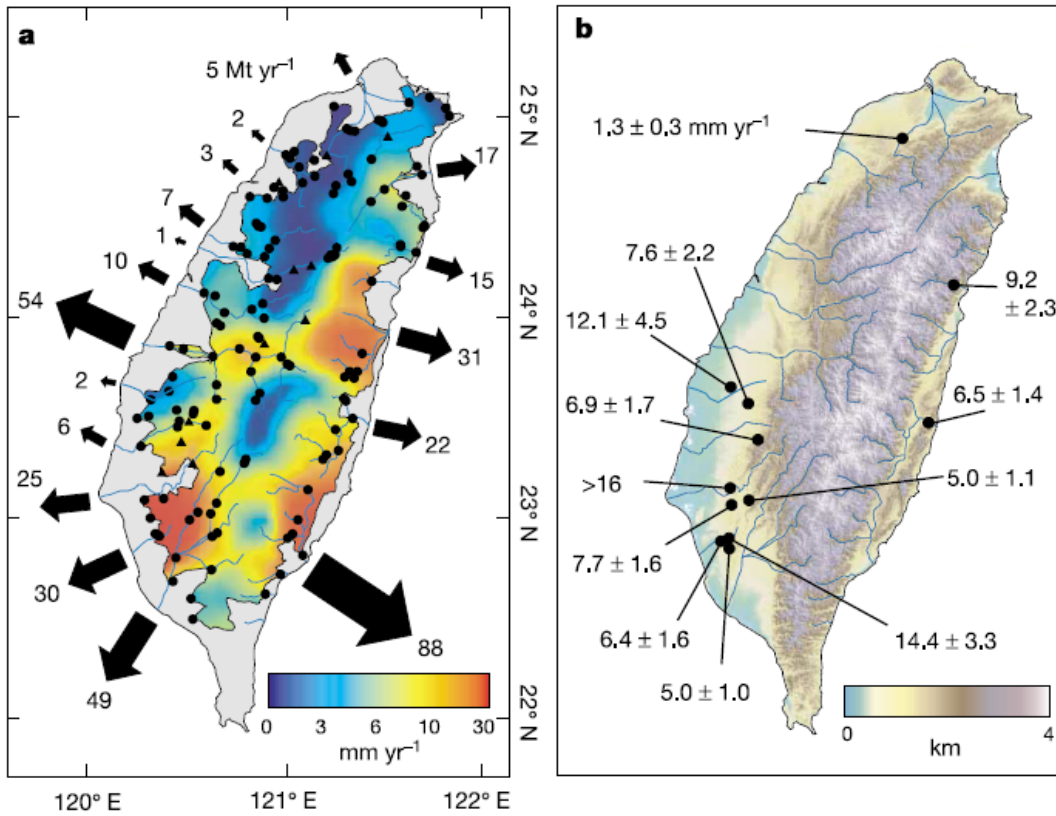 a
5 Mt yr⁻¹
2
3
7
1
10
54
2
6
25
30
49
17
15
31
22
88
25° N
24° N
23° N
22° N
0 3 6 10 30
mm yr⁻¹
120° E 121° E 122° E
b
1.3 ± 0.3 mm yr⁻¹
7.6 ± 2.2
12.1 ± 4.5
6.9 ± 1.7
>16
7.7 ± 1.6
6.4 ± 1.6
5.0 ± 1.0
9.2
± 2.3
6.5 ± 1.4
5.0 ± 1.1
14.4 ± 3.3
0 4
km